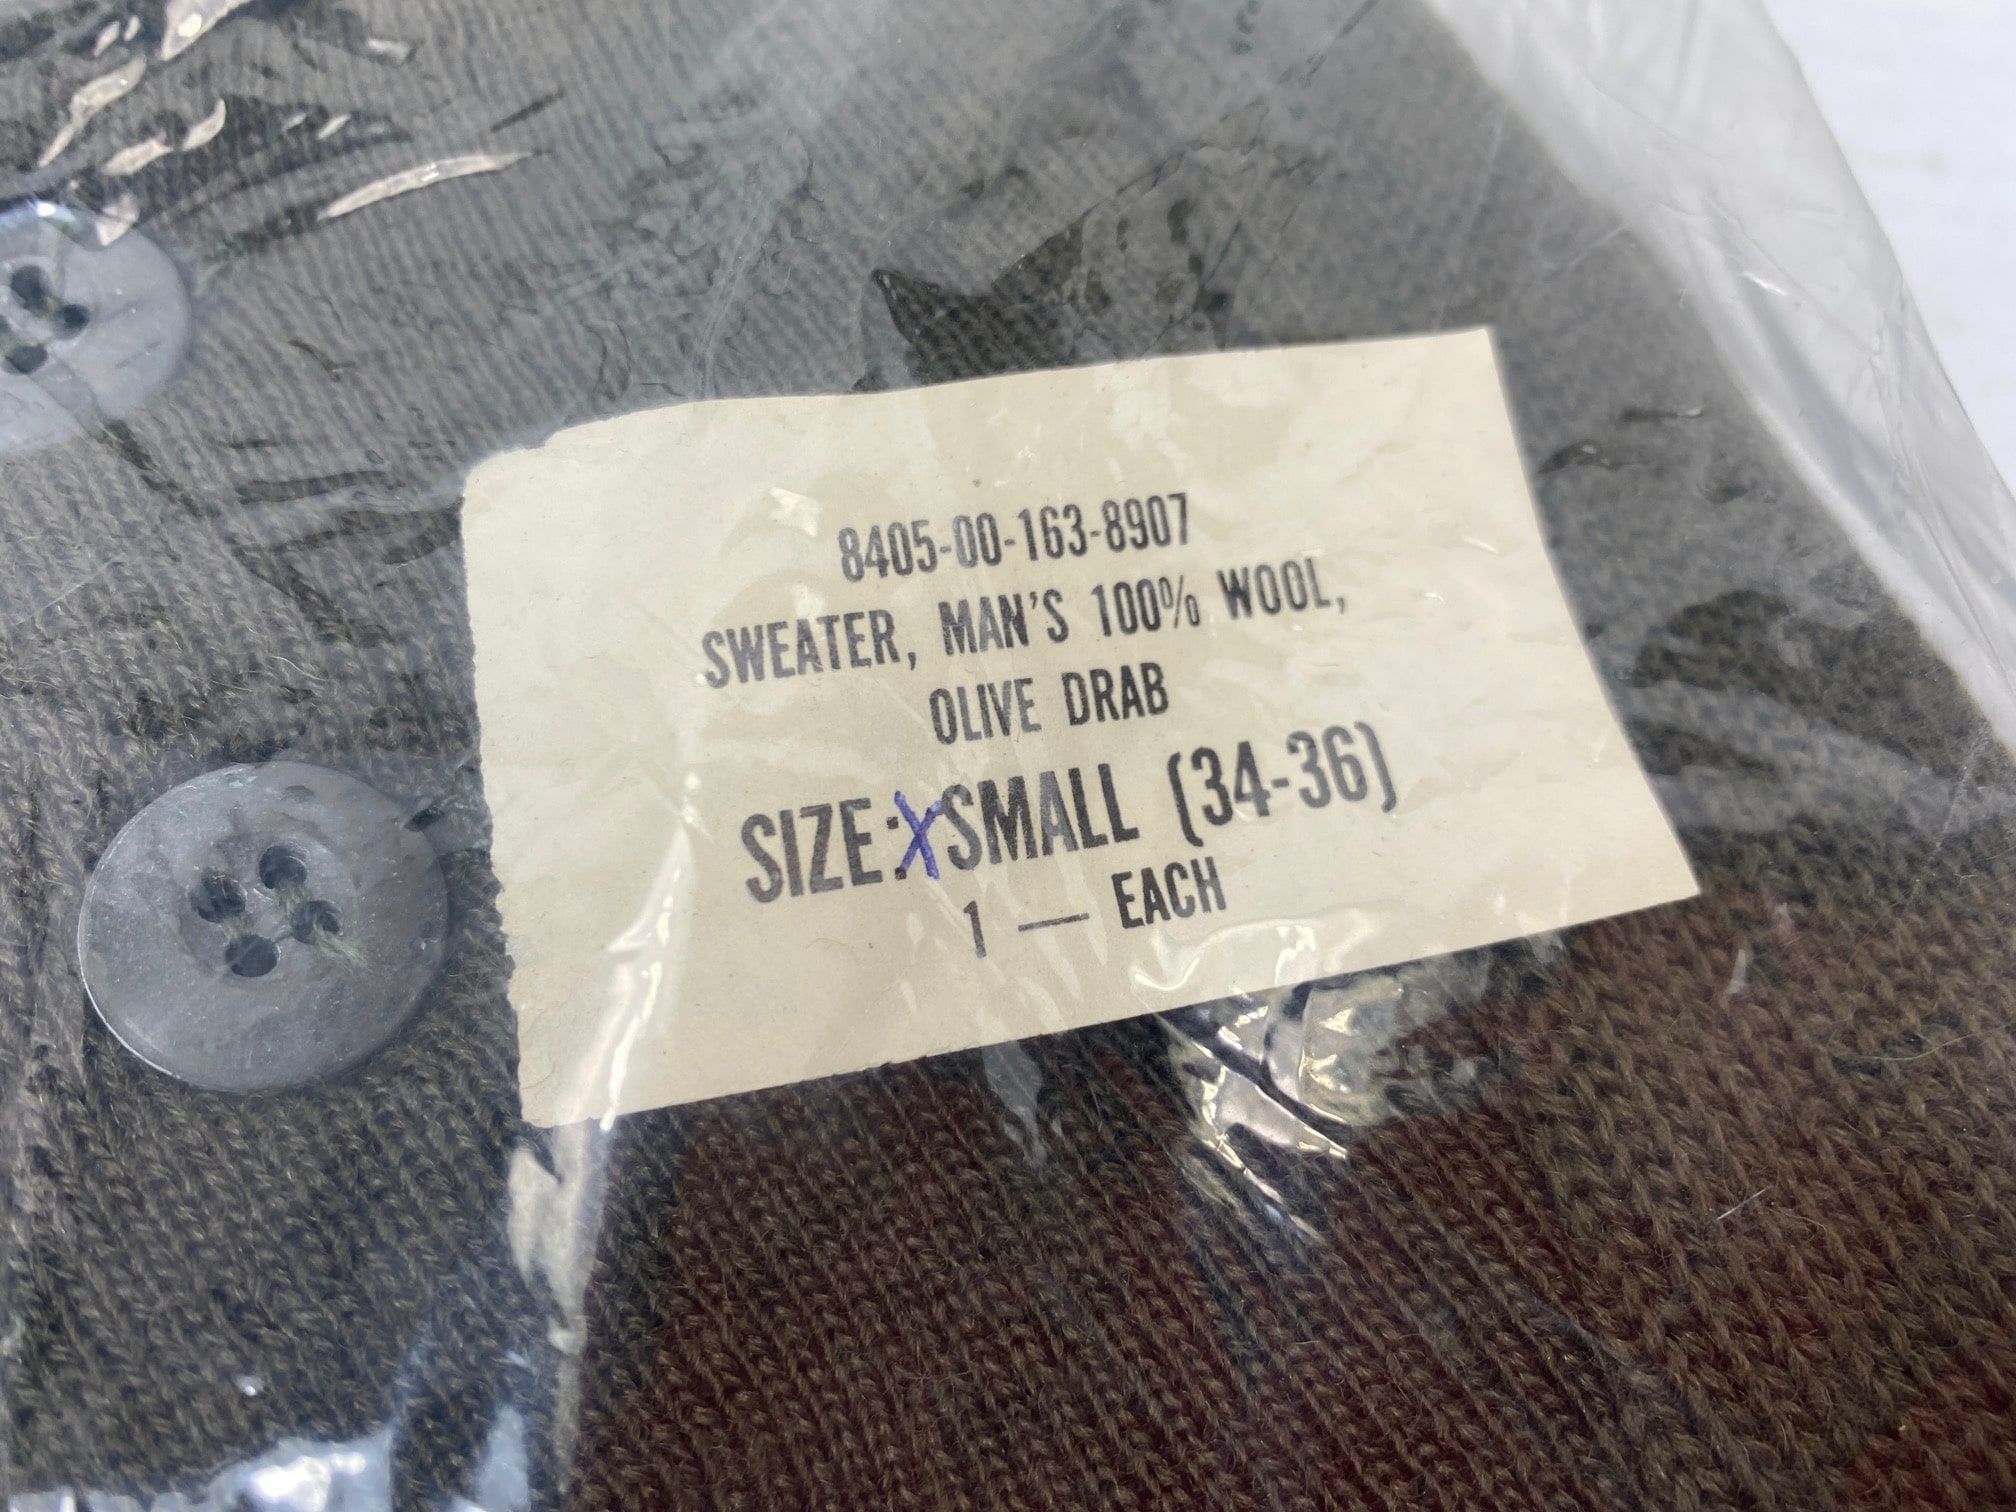 8405-00-163-8907
SWEATER, MAN'S 100% WOOL,
OLIVE DRAB
SIZE:XSMALL (34-36)
1 — EACH